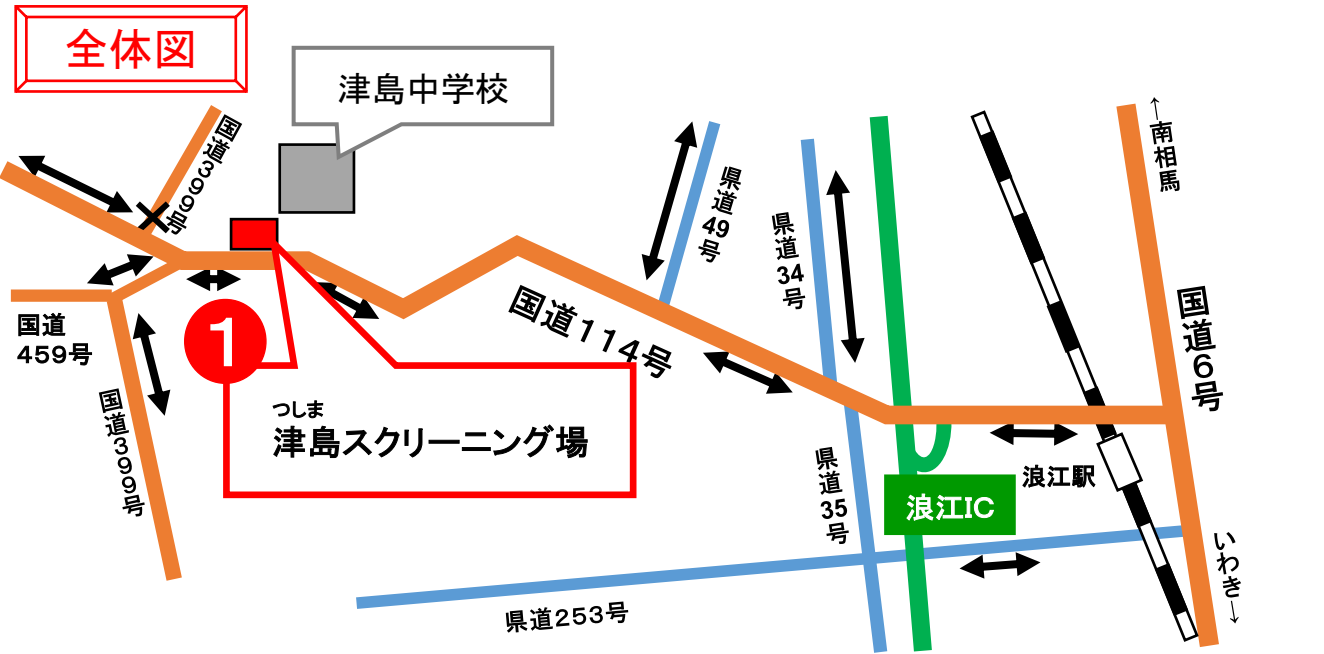 全体図
津島中学校
国道399号
←南相馬
県道49号
県道34号
国道114号
国道6号
国道
459号
1
国道399号
つしま
津島スクリーニング場
県道35号
浪江駅
浪江IC
いわき→
県道253号